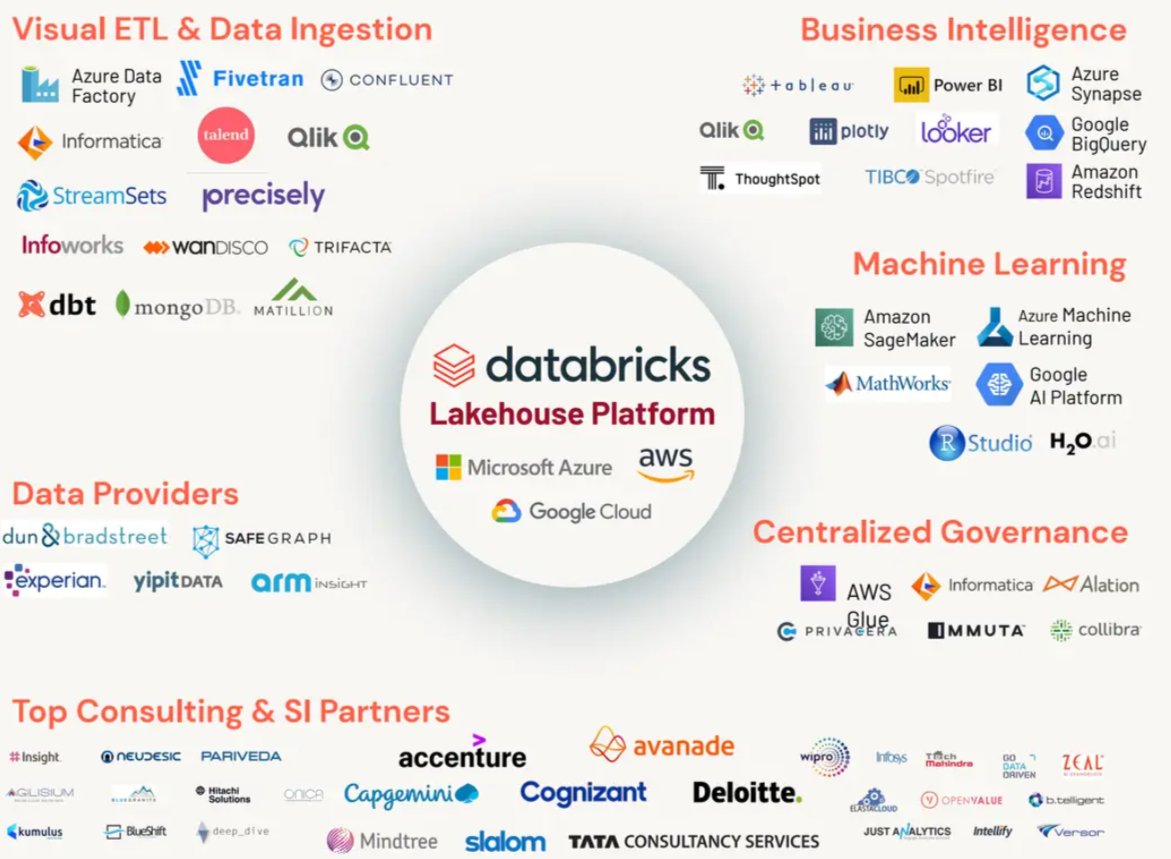 Visual ETL & Data Ingestion
Azure Data
Factory
Fivetran
CONFLUENT
Informatica
talend
Qlik
StreamSets
precisely
Infoworks
WANDISCO
TRIFACTA
dbt
mongoDB.
MATILLION
Business Intelligence
+ a b l e a u
Power BI
Azure
Synapse
Qlik
plotly
looker
Google
BigQuery
ThoughtSpot
TIBCO Spotfire
Amazon
Redshift
Machine Learning
Amazon
SageMaker
Azure Machine
Learning
MathWorks
Google
AI Platform
R Studio
H2O.ai
databricks
Lakehouse Platform
Microsoft Azure
aws
Google Cloud
Data Providers
dun & bradstreet
SAFEGRAPH
experian.
yipitDATA
arm INSIGHT
Centralized Governance
AWS
Glue
Informatica
Alation
PRIVACERA
IMMUTA
collibra
Top Consulting & SI Partners
#Insight.
NEUDESIC
PARIVEDA
accenture
avanade
wipro
Infosys
Tech
Mahindra
GO
DATA
DRIVEN
ZEAL
AGILISIUM
BLUEGRANITE
Hitachi
Solutions
ONICA
Capgemini
Cognizant
Deloitte.
ELASTACLOUD
OPENVALUE
b.telligent
kumulus
BlueShift
deep_dive
Mindtree
slalom
TATA CONSULTANCY SERVICES
JUST ANALYTICS
Intellify
Versor